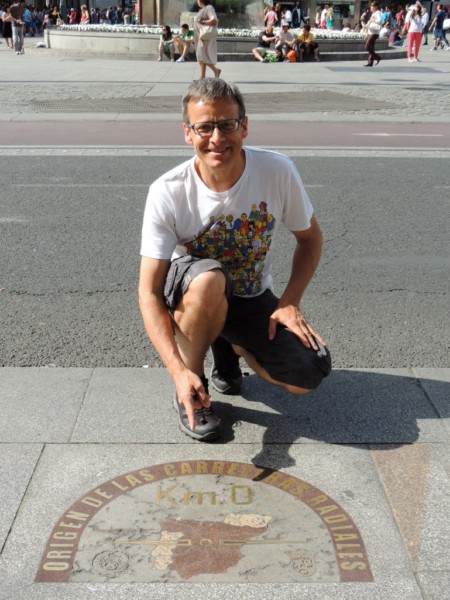 ORIGEN DE LAS CARRETERAS RADIALES
Km.0